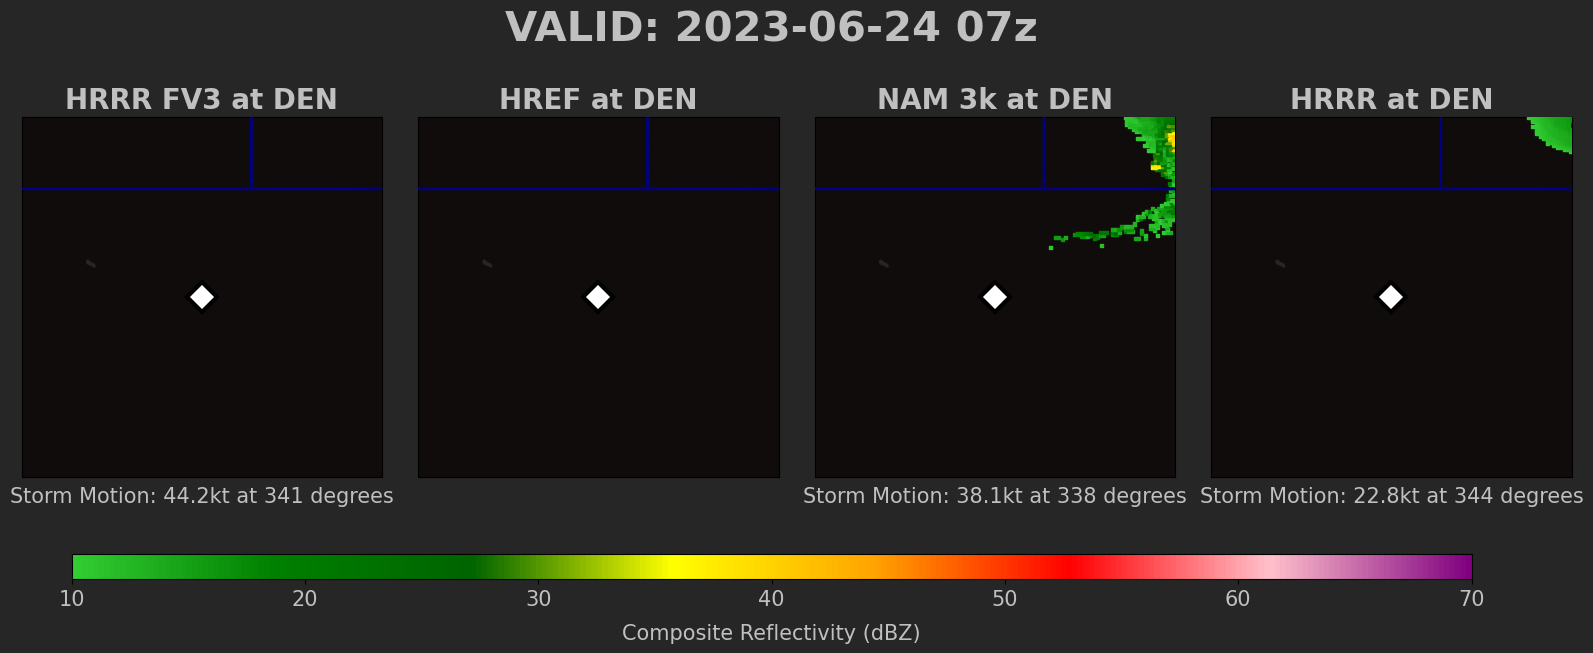 VALID: 2023-06-24 07z
HRRR FV3 at DEN
HREF at DEN
NAM 3k at DEN
HRRR at DEN
Storm Motion: 44.2kt at 341 degrees
Storm Motion: 38.1kt at 338 degrees
Storm Motion: 22.8kt at 344 degrees
10 20 30 40 50 60 70
Composite Reflectivity (dBZ)